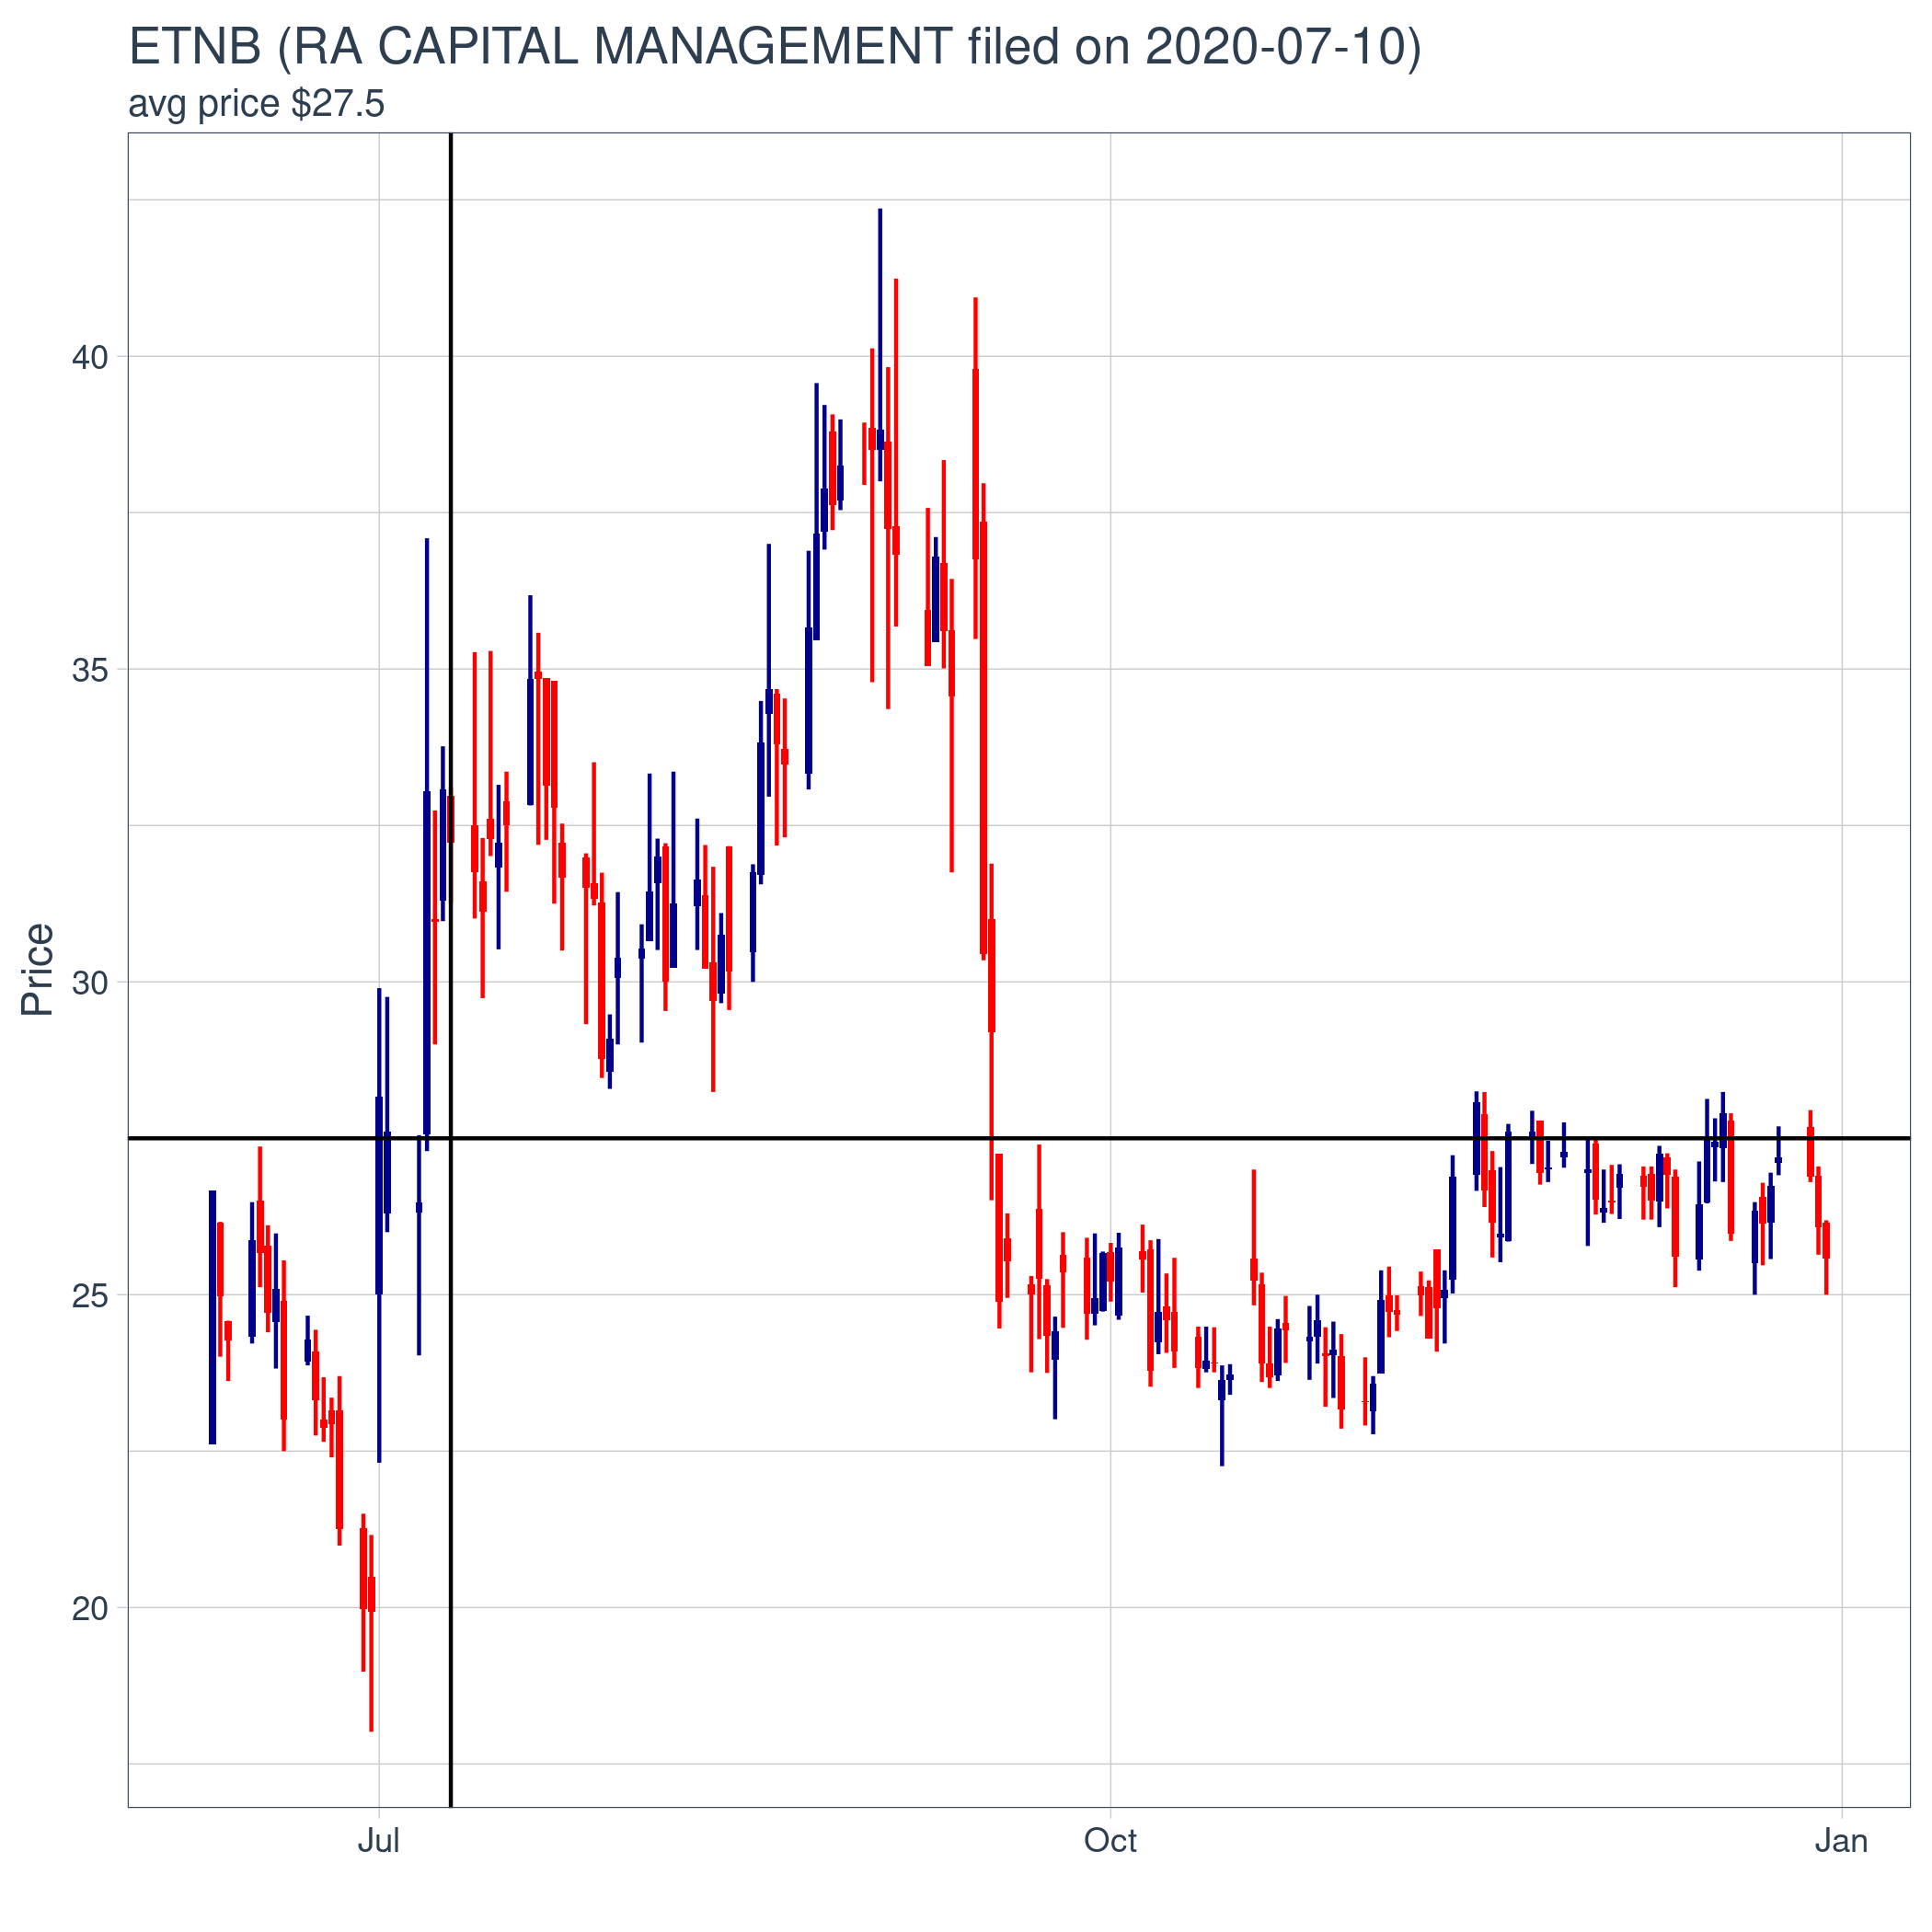 ETNB (RA CAPITAL MANAGEMENT filed on 2020-07-10)
avg price $27.5
Price
40
35
30
25
20
Jul
Oct
Jan